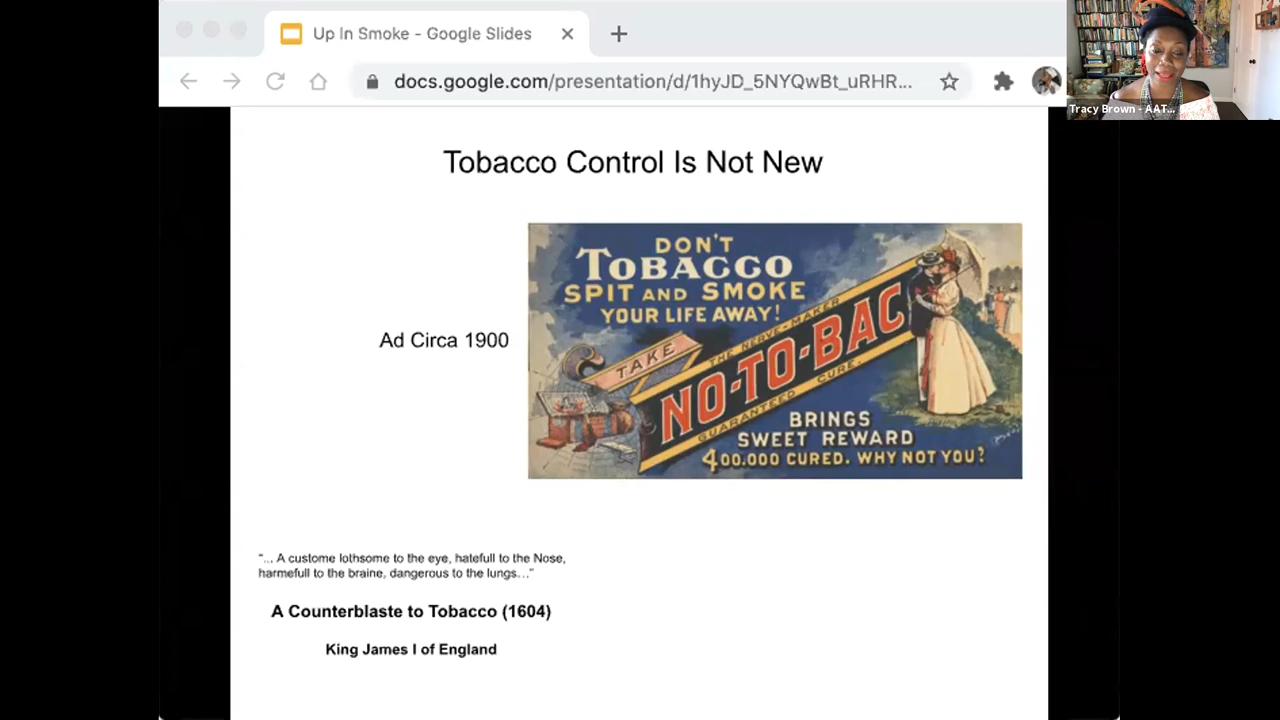 Up In Smoke - Google Slides
docs.google.com/presentation/d/1hyJD_5NYQwBt_uRHR...
Tracy Brown - AAT...
Tobacco Control Is Not New
DON'T
TOBACCO
SPIT AND SMOKE
YOUR LIFE AWAY!
TAKE
THE NERVE-MAKER
NO-TO-BAC
GUARANTEED CURE.
BRINGS
SWEET REWARD
400.000 CURED. WHY NOT YOU?
Ad Circa 1900
“... A custome lothsome to the eye, hatefull to the Nose,
harmefull to the braine, dangerous to the lungs…”
A Counterblaste to Tobacco (1604)
King James I of England